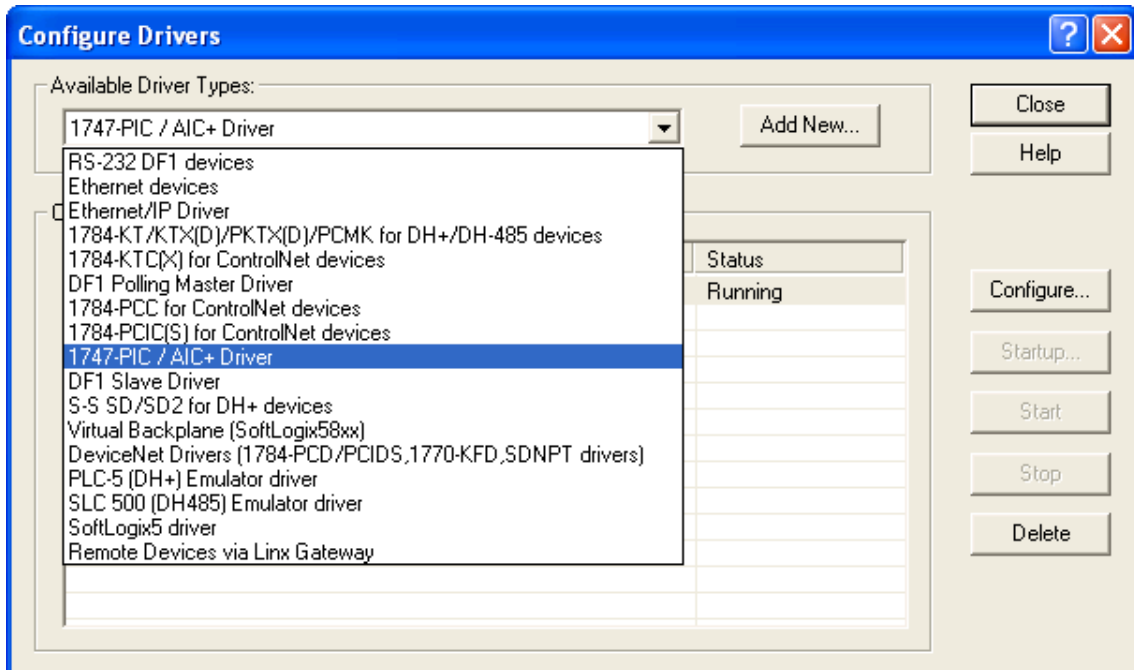 Configure Drivers
Available Driver Types:
1747-PIC / AIC+ Driver
Add New...
Close
Help
RS-232 DF1 devices
Ethernet devices
Ethernet/IP Driver
1784-KT/KTX(D)/PKTX(D)/PCMK for DH+/DH-485 devices
1784-KTC(X) for ControlNet devices
DF1 Polling Master Driver
1784-PCC for ControlNet devices
1784-PCIC(S) for ControlNet devices
1747-PIC / AIC+ Driver
DF1 Slave Driver
S-S SD/SD2 for DH+ devices
Virtual Backplane (SoftLogix58xx)
DeviceNet Drivers (1784-PCD/PCIDS,1770-KFD,SDNPT drivers)
PLC-5 (DH+) Emulator driver
SLC 500 (DH485) Emulator driver
SoftLogix5 driver
Remote Devices via Linx Gateway
Status
Running
Configure...
Startup...
Start
Stop
Delete